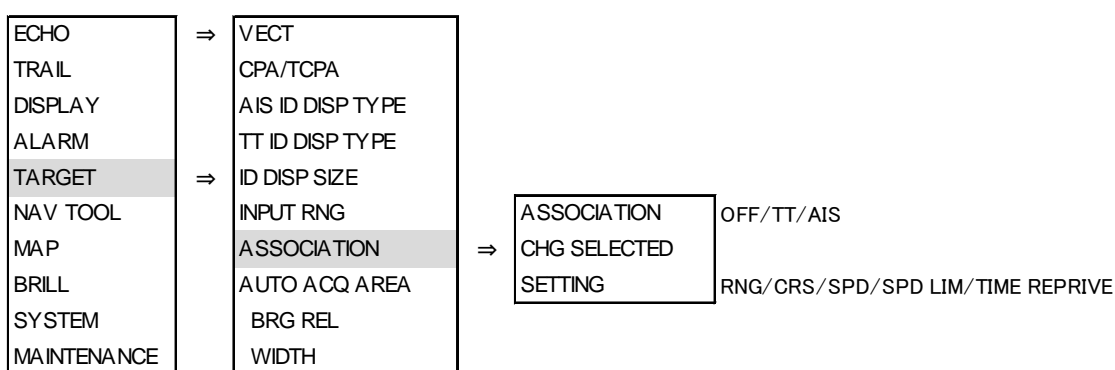 ECHO ⇒ VECT
TRAIL CPA/TCPA
DISPLAY AIS ID DISP TYPE
ALARM TT ID DISP TYPE
TARGET ⇒ ID DISP SIZE
NAV TOOL INPUT RNG ASSOCIATION OFF/TT/AIS
MAP ASSOCIATION ⇒ CHG SELECTED
BRILL AUTO ACQ AREA SETTING RNG/CRS/SPD/SPD LIM/TIME REPRIVE
SYSTEM BRG REL
MAINTENANCE WIDTH